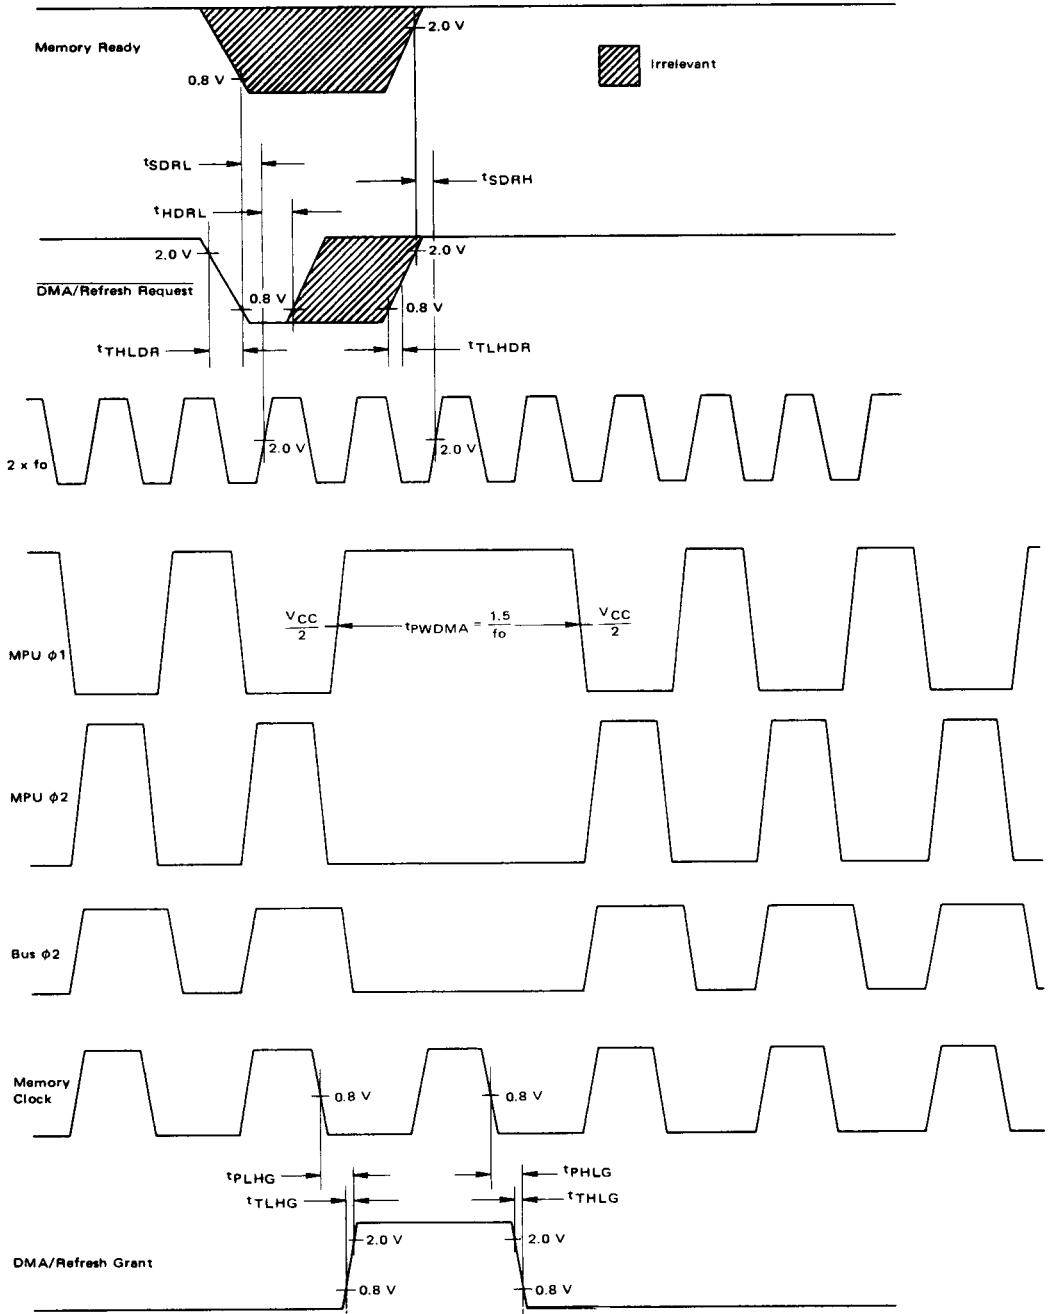 2.0 V
Memory Ready
Irrelevant
0.8 V
tSDRL
tSDRH
tHDRL
2.0 V
2.0 V
DMA/Refresh Request
0.8 V
0.8 V
tTHLDR
tTLHDR
2.0 V
2.0 V
2 x fo
VCC
2
tPWDMA = 1.5
fo
VCC
2
MPU ϕ1
MPU ϕ2
Bus ϕ2
Memory
Clock
0.8 V
0.8 V
tPLHG
tPHLG
tTLHG
tTHLG
2.0 V
2.0 V
DMA/Refresh Grant
0.8 V
0.8 V